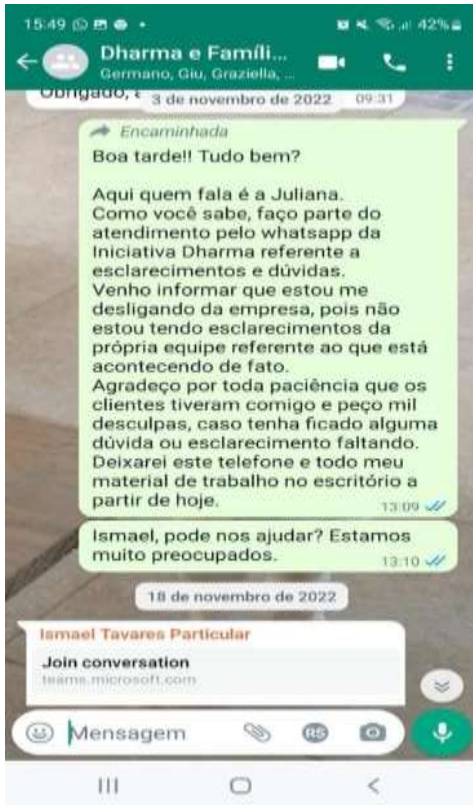 15:49
42%
Dharma e Famíli...
Germano, Giu, Graziella, ...
3 de novembro de 2022
09:31
Encaminhada
Boa tarde!! Tudo bem?
Aqui quem fala é a Juliana.
Como você sabe, faço parte do
atendimento pelo whatsapp da
Iniciativa Dharma referente a
esclarecimentos e dúvidas.
Venho informar que estou me
desligando da empresa, pois não
estou tendo esclarecimentos da
própria equipe referente ao que está
acontecendo de fato.
Agradeço por toda paciência que os
clientes tiveram comigo e peço mil
desculpas, caso tenha ficado alguma
dúvida ou esclarecimento faltando.
Deixarei este telefone e todo meu
material de trabalho no escritório a
partir de hoje.
13:09
Ismael, pode nos ajudar? Estamos
muito preocupados.
13:10
18 de novembro de 2022
Ismael Tavares Particular
Join conversation
teams.microsoft.com
Mensagem